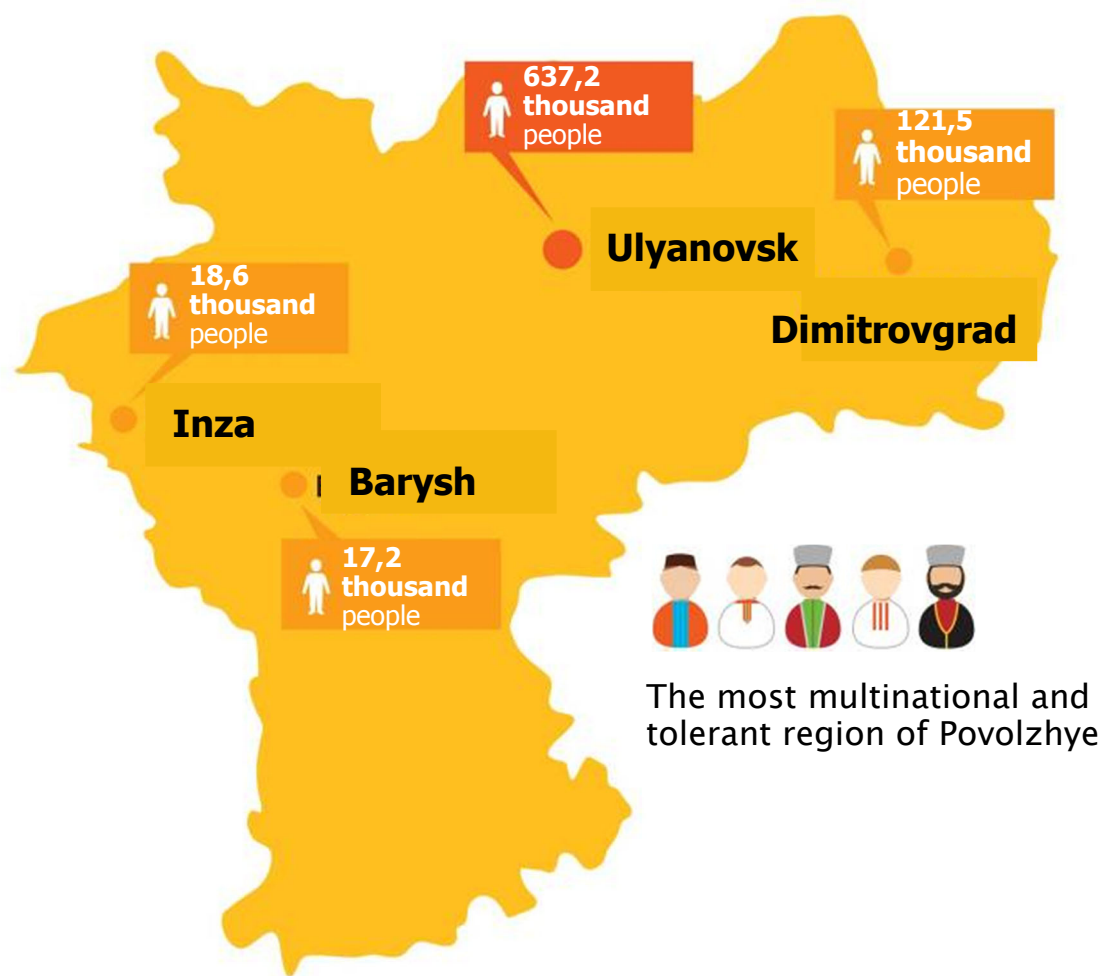 637,2
thousand
people
121,5
thousand
people
Ulyanovsk
Dimitrovgrad
18,6
thousand
people
Inza
Barysh
17,2
thousand
people
The most multinational and
tolerant region of Povolzhye